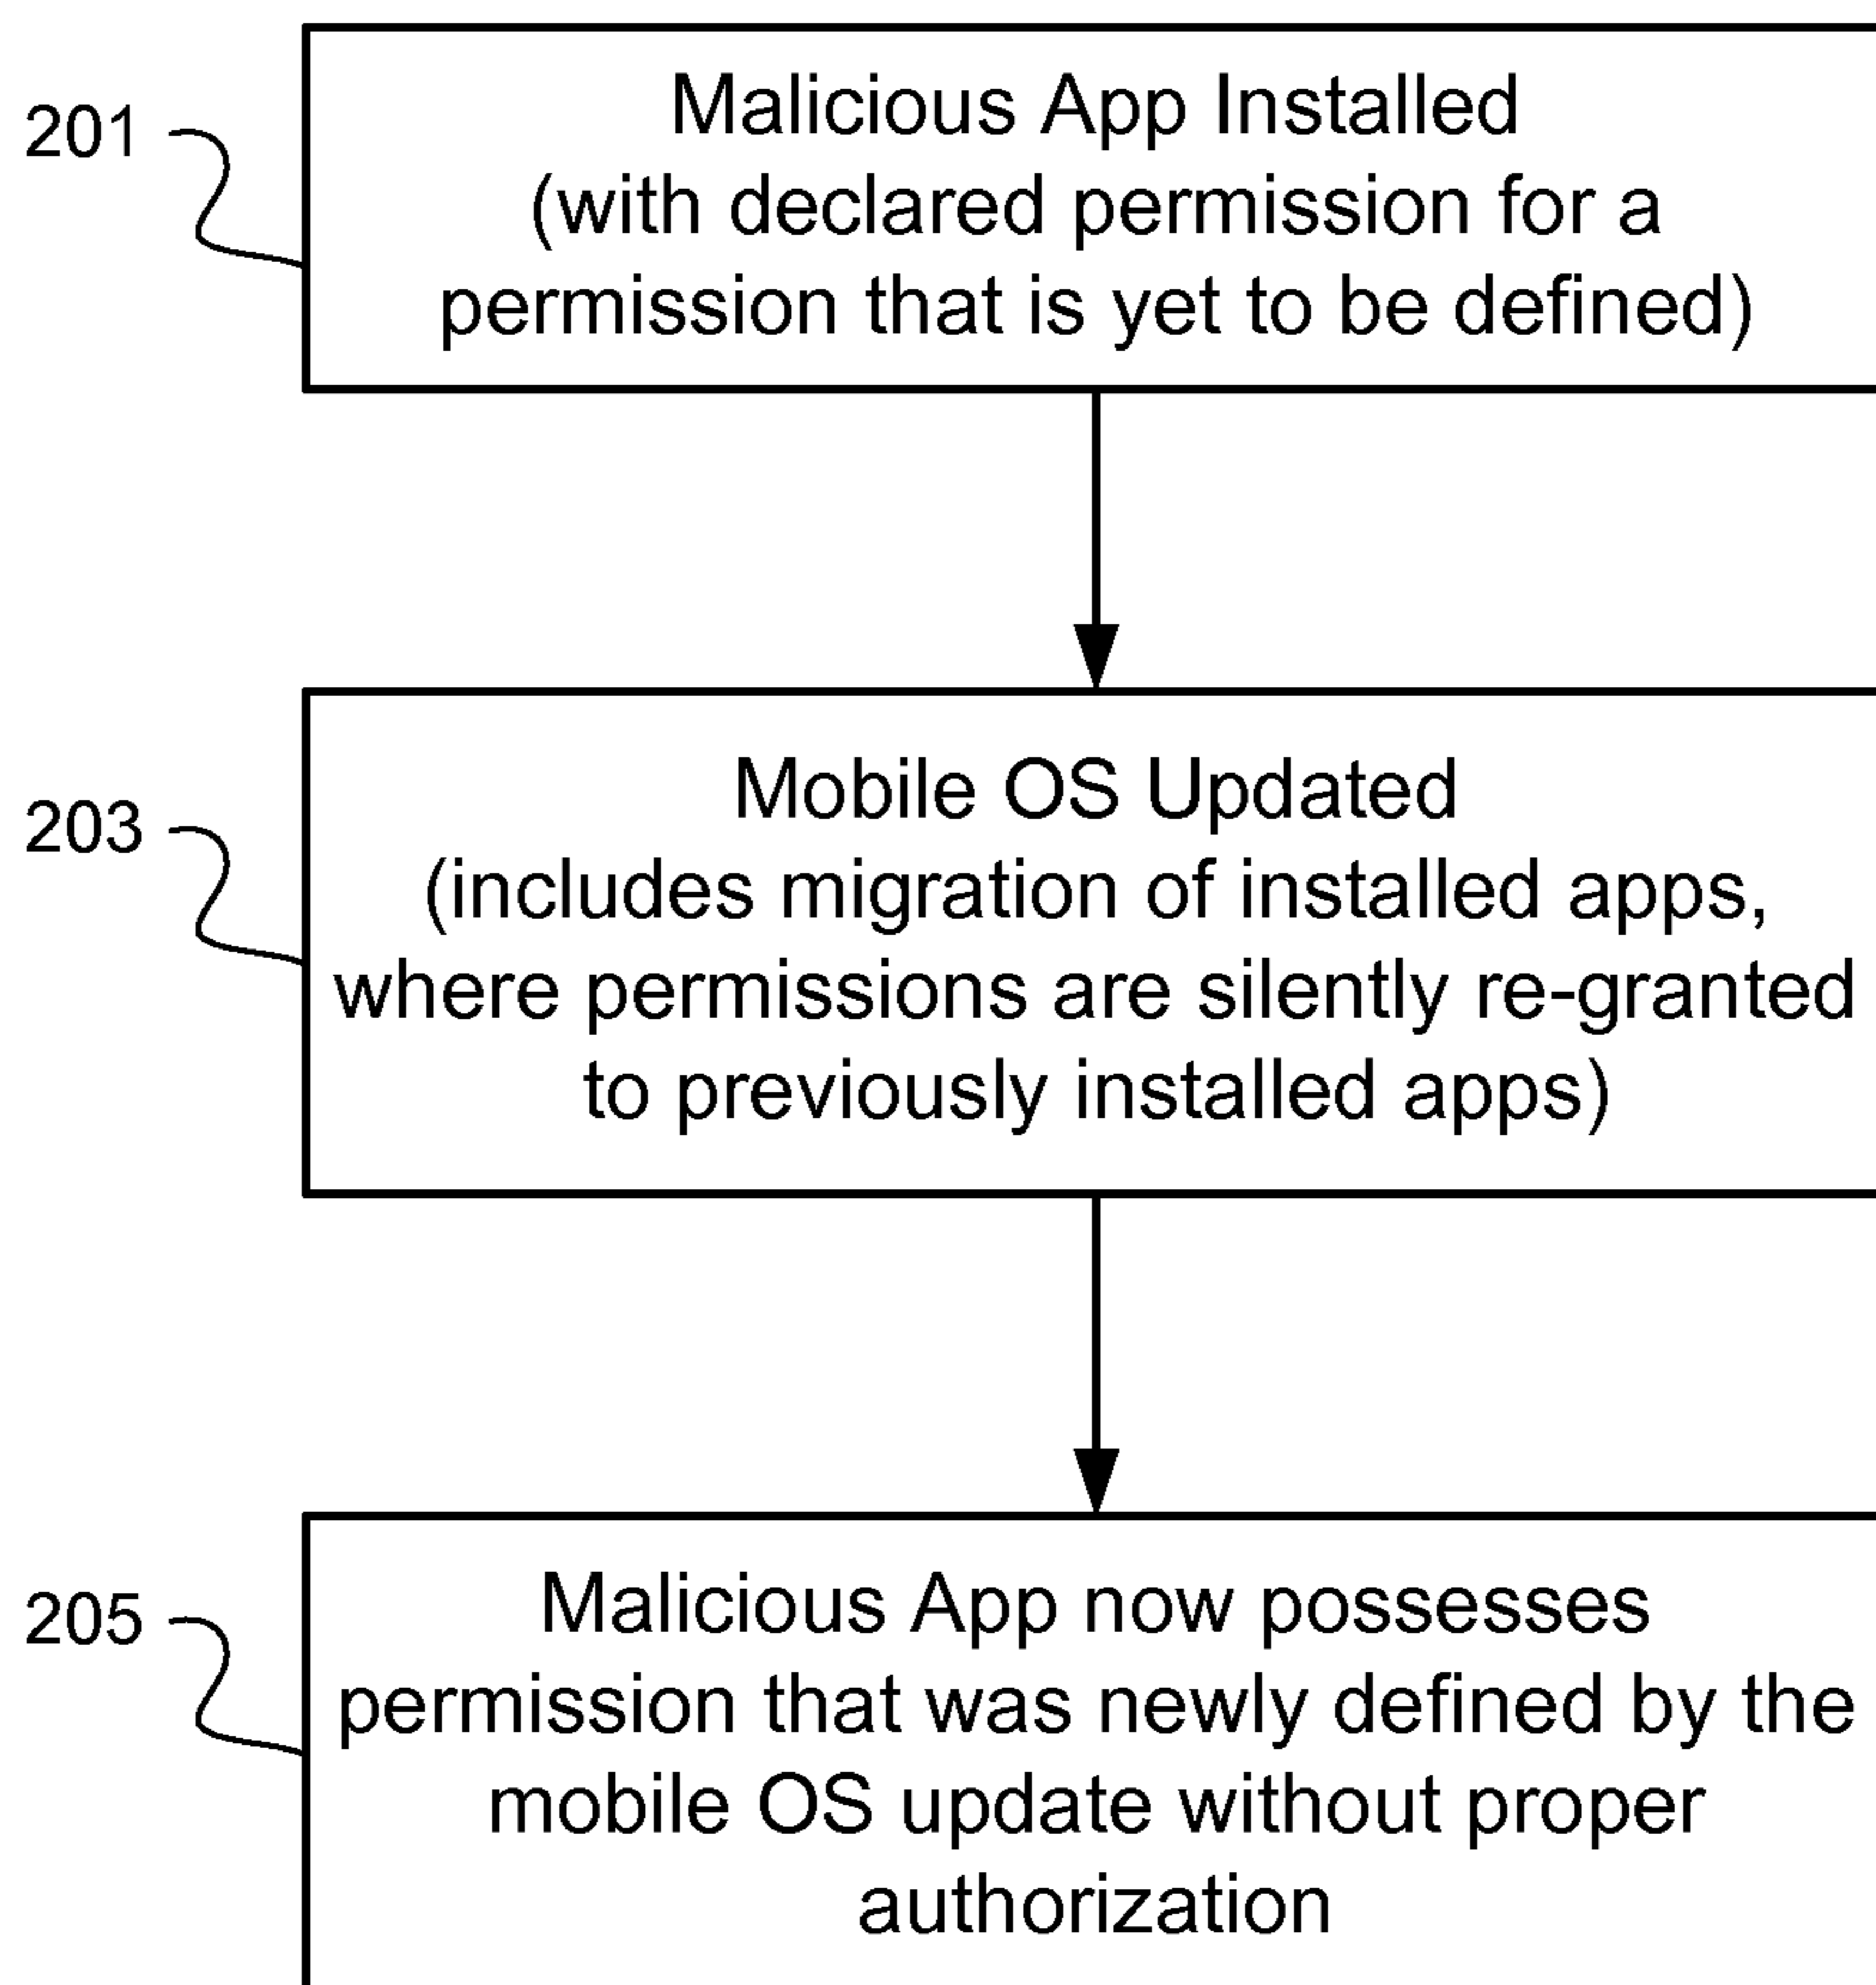 201
Malicious App Installed
(with declared permission for a
permission that is yet to be defined)
203
Mobile OS Updated
(includes migration of installed apps,
where permissions are silently re-granted
to previously installed apps)
205
Malicious App now possesses
permission that was newly defined by the
mobile OS update without proper
authorization